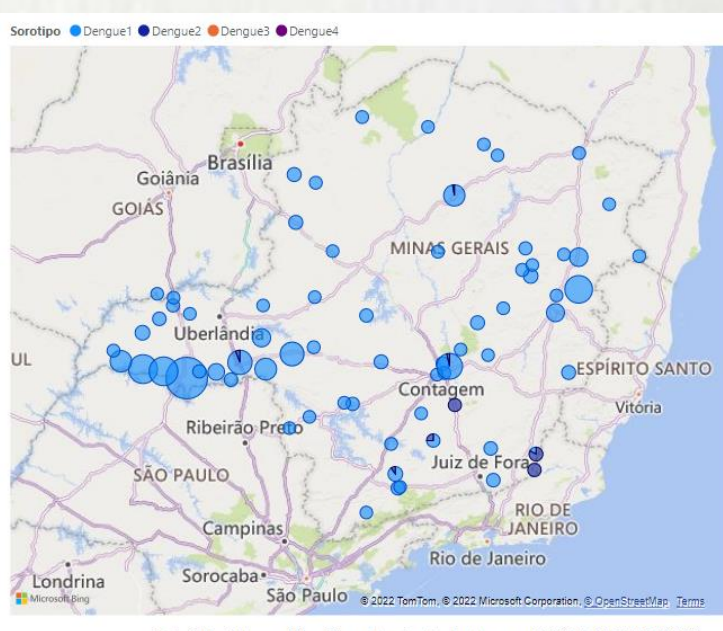 Sorotipo Dengue1 Dengue2 Dengue3 Dengue4
Brasília
Goiânia
GOIÁS
MINAS GERAIS
Uberlândia
UL
ESPÍRITO SANTO
Contagem
Vitória
Ribeirão Preto
Juiz de Fora
SÃO PAULO
RIO DE
JANEIRO
Campinas
Rio de Janeiro
Londrina
Sorocaba
São Paulo
Microsoft Bing
© 2022 TomTom, © 2022 Microsoft Corporation, © OpenStreetMap Terms